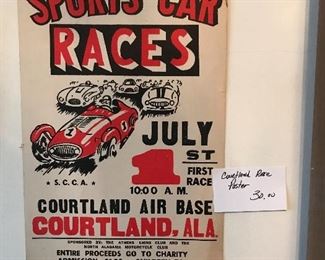 SPORTS CAR
RACES
JULY
1ST
FIRST
RACE
10:00 A.M.
★ S.C.C.A. ★
COURTLAND AIR BASE
COURTLAND, ALA.
SPONSORED BY: THE ATHENS LIONS CLUB AND THE
NORTH ALABAMA MOTORCYCLE CLUB
ENTIRE PROCEEDS GO TO CHARITY
Courtland Race
Poster
30.00